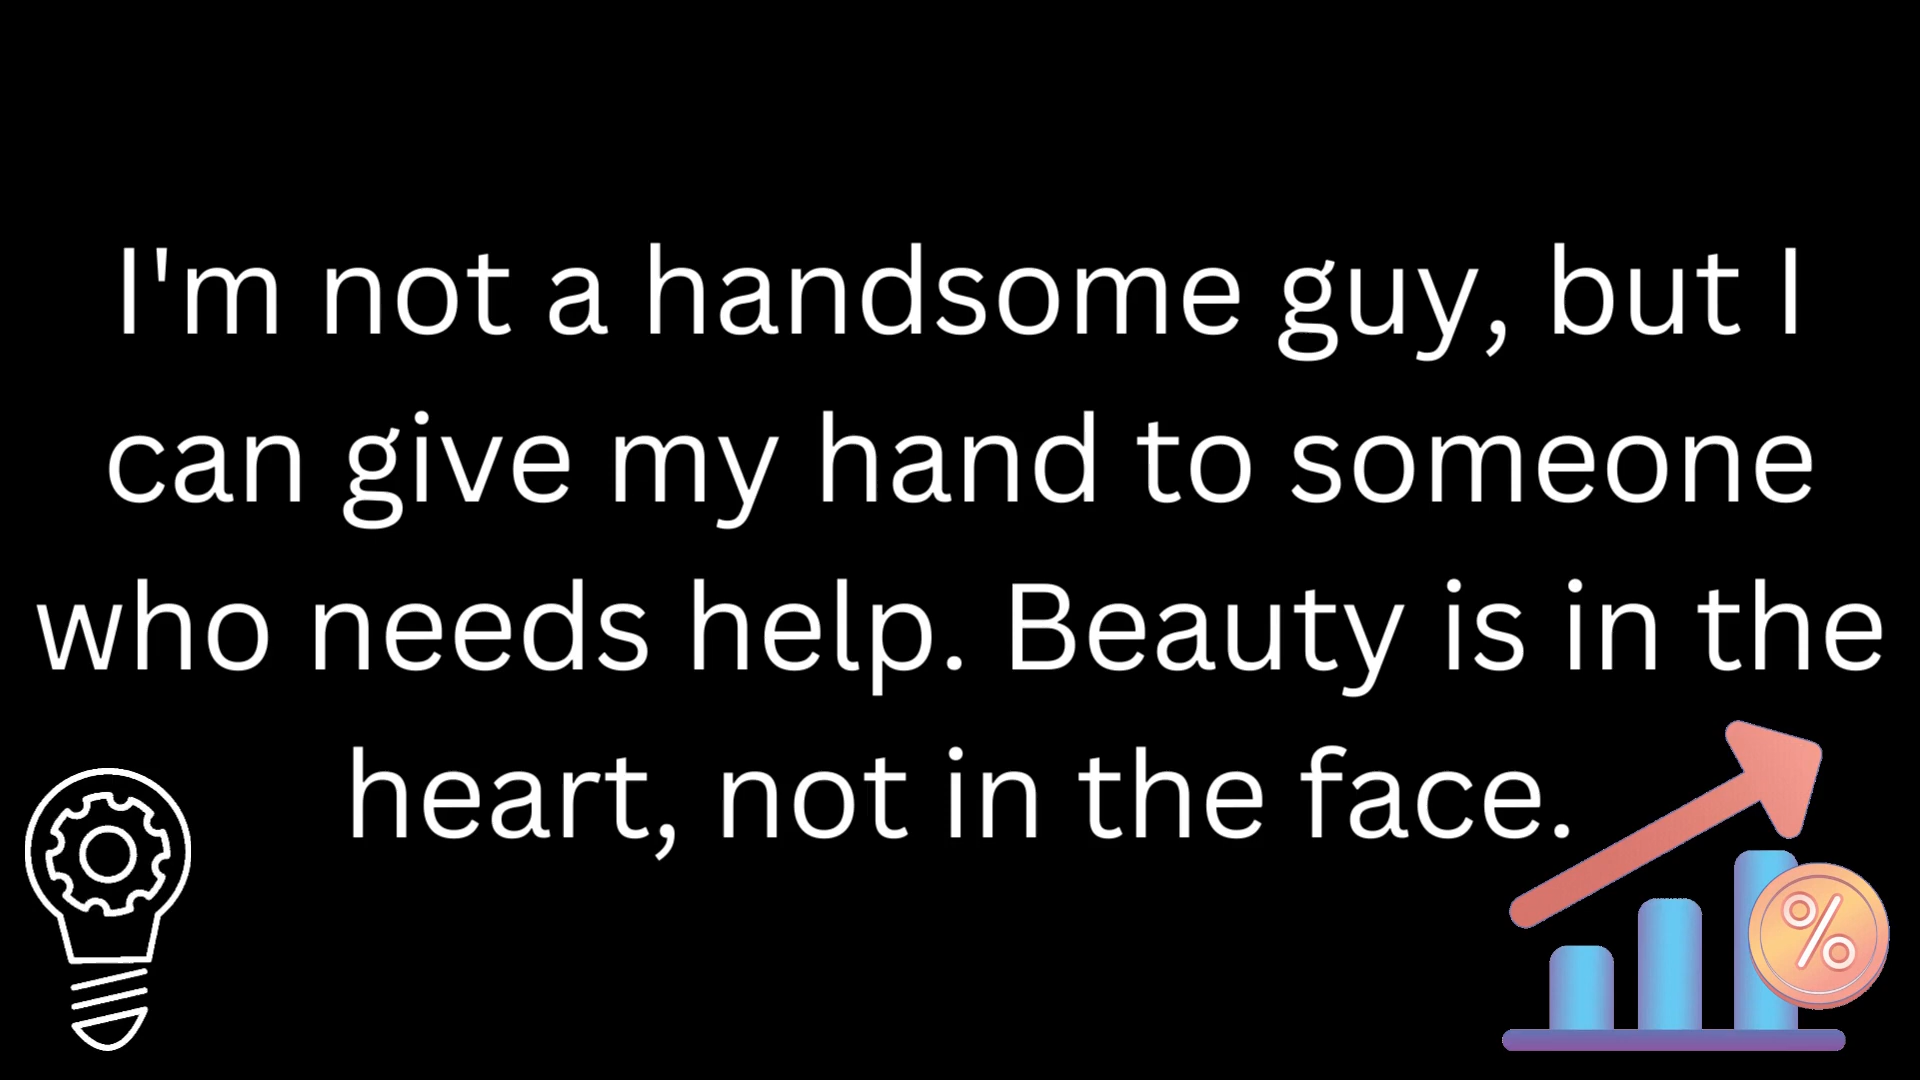 I'm not a handsome guy, but I
can give my hand to someone
who needs help. Beauty is in the
heart, not in the face.
%